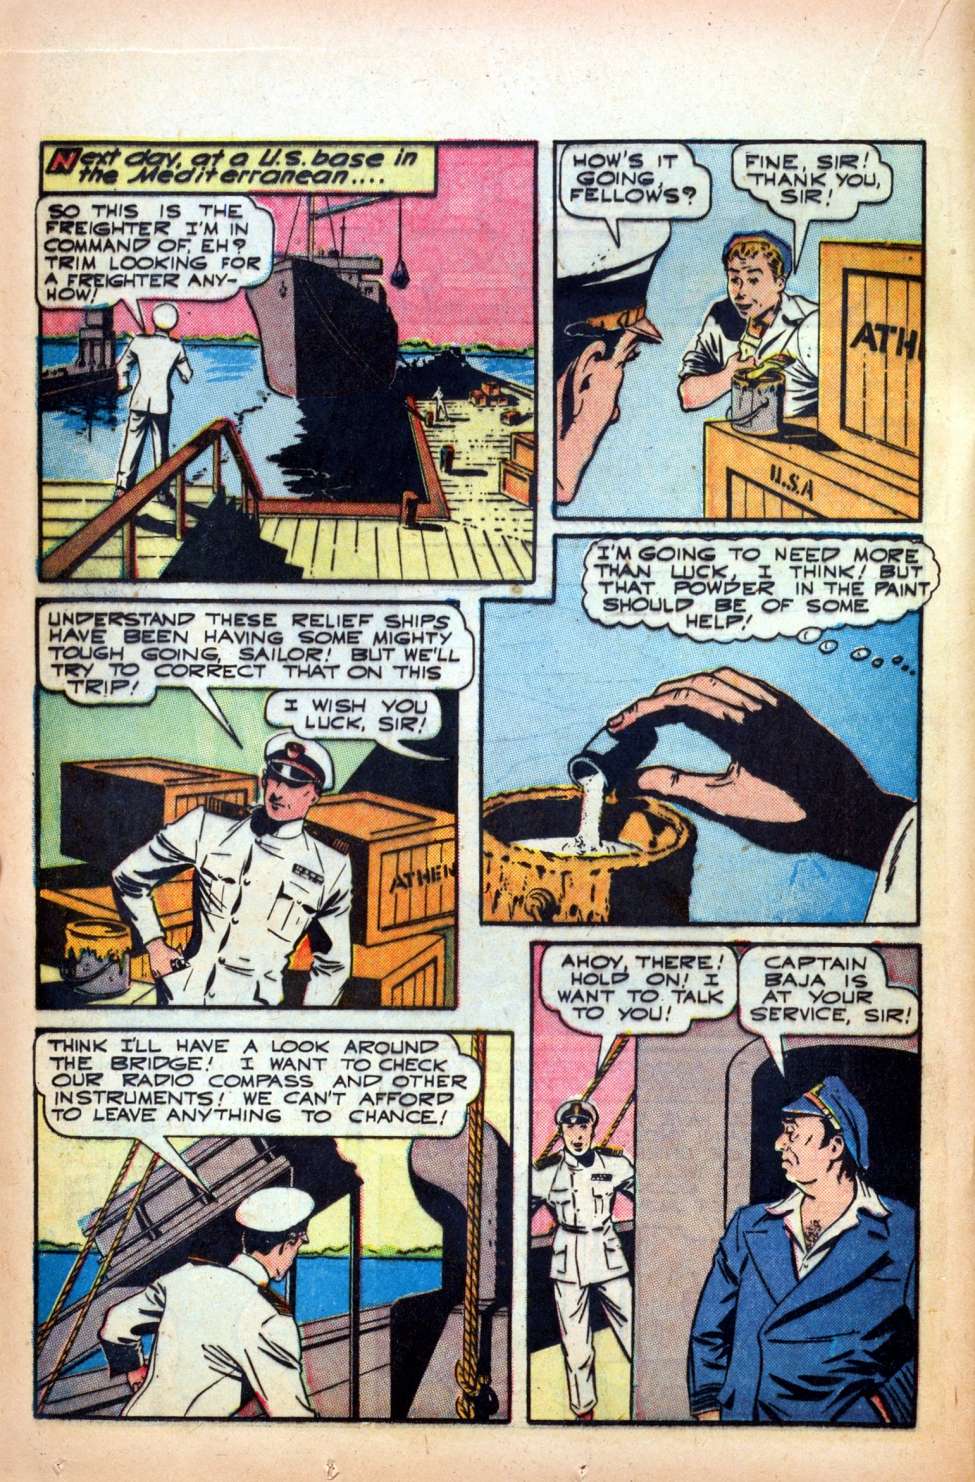 Next day, at a U.S. base in
the Mediterranean....
SO THIS IS THE
FREIGHTER I'M IN
COMMAND OF, EH?
TRIM LOOKING FOR
A FREIGHTER ANY-
HOW!
HOW'S IT
GOING,
FELLOWS?
FINE, SIR!
THANK YOU,
SIR!
ATHE
U.S.A
UNDERSTAND THESE RELIEF SHIPS
HAVE BEEN HAVING SOME MIGHTY
TOUGH GOING, SAILOR! BUT WE'LL
TRY TO CORRECT THAT ON THIS
TRIP!
I WISH YOU
LUCK, SIR!
ATHEN
I'M GOING TO NEED MORE
THAN LUCK, I THINK! BUT
THAT POWDER IN THE PAINT
SHOULD BE OF SOME
HELP!
THINK I'LL HAVE A LOOK AROUND
THE BRIDGE! I WANT TO CHECK
OUR RADIO COMPASS AND OTHER
INSTRUMENTS! WE CAN'T AFFORD
TO LEAVE ANYTHING TO CHANCE!
AHOY, THERE!
HOLD ON! I
WANT TO TALK
TO YOU!
CAPTAIN
BAJA IS
AT YOUR
SERVICE, SIR!